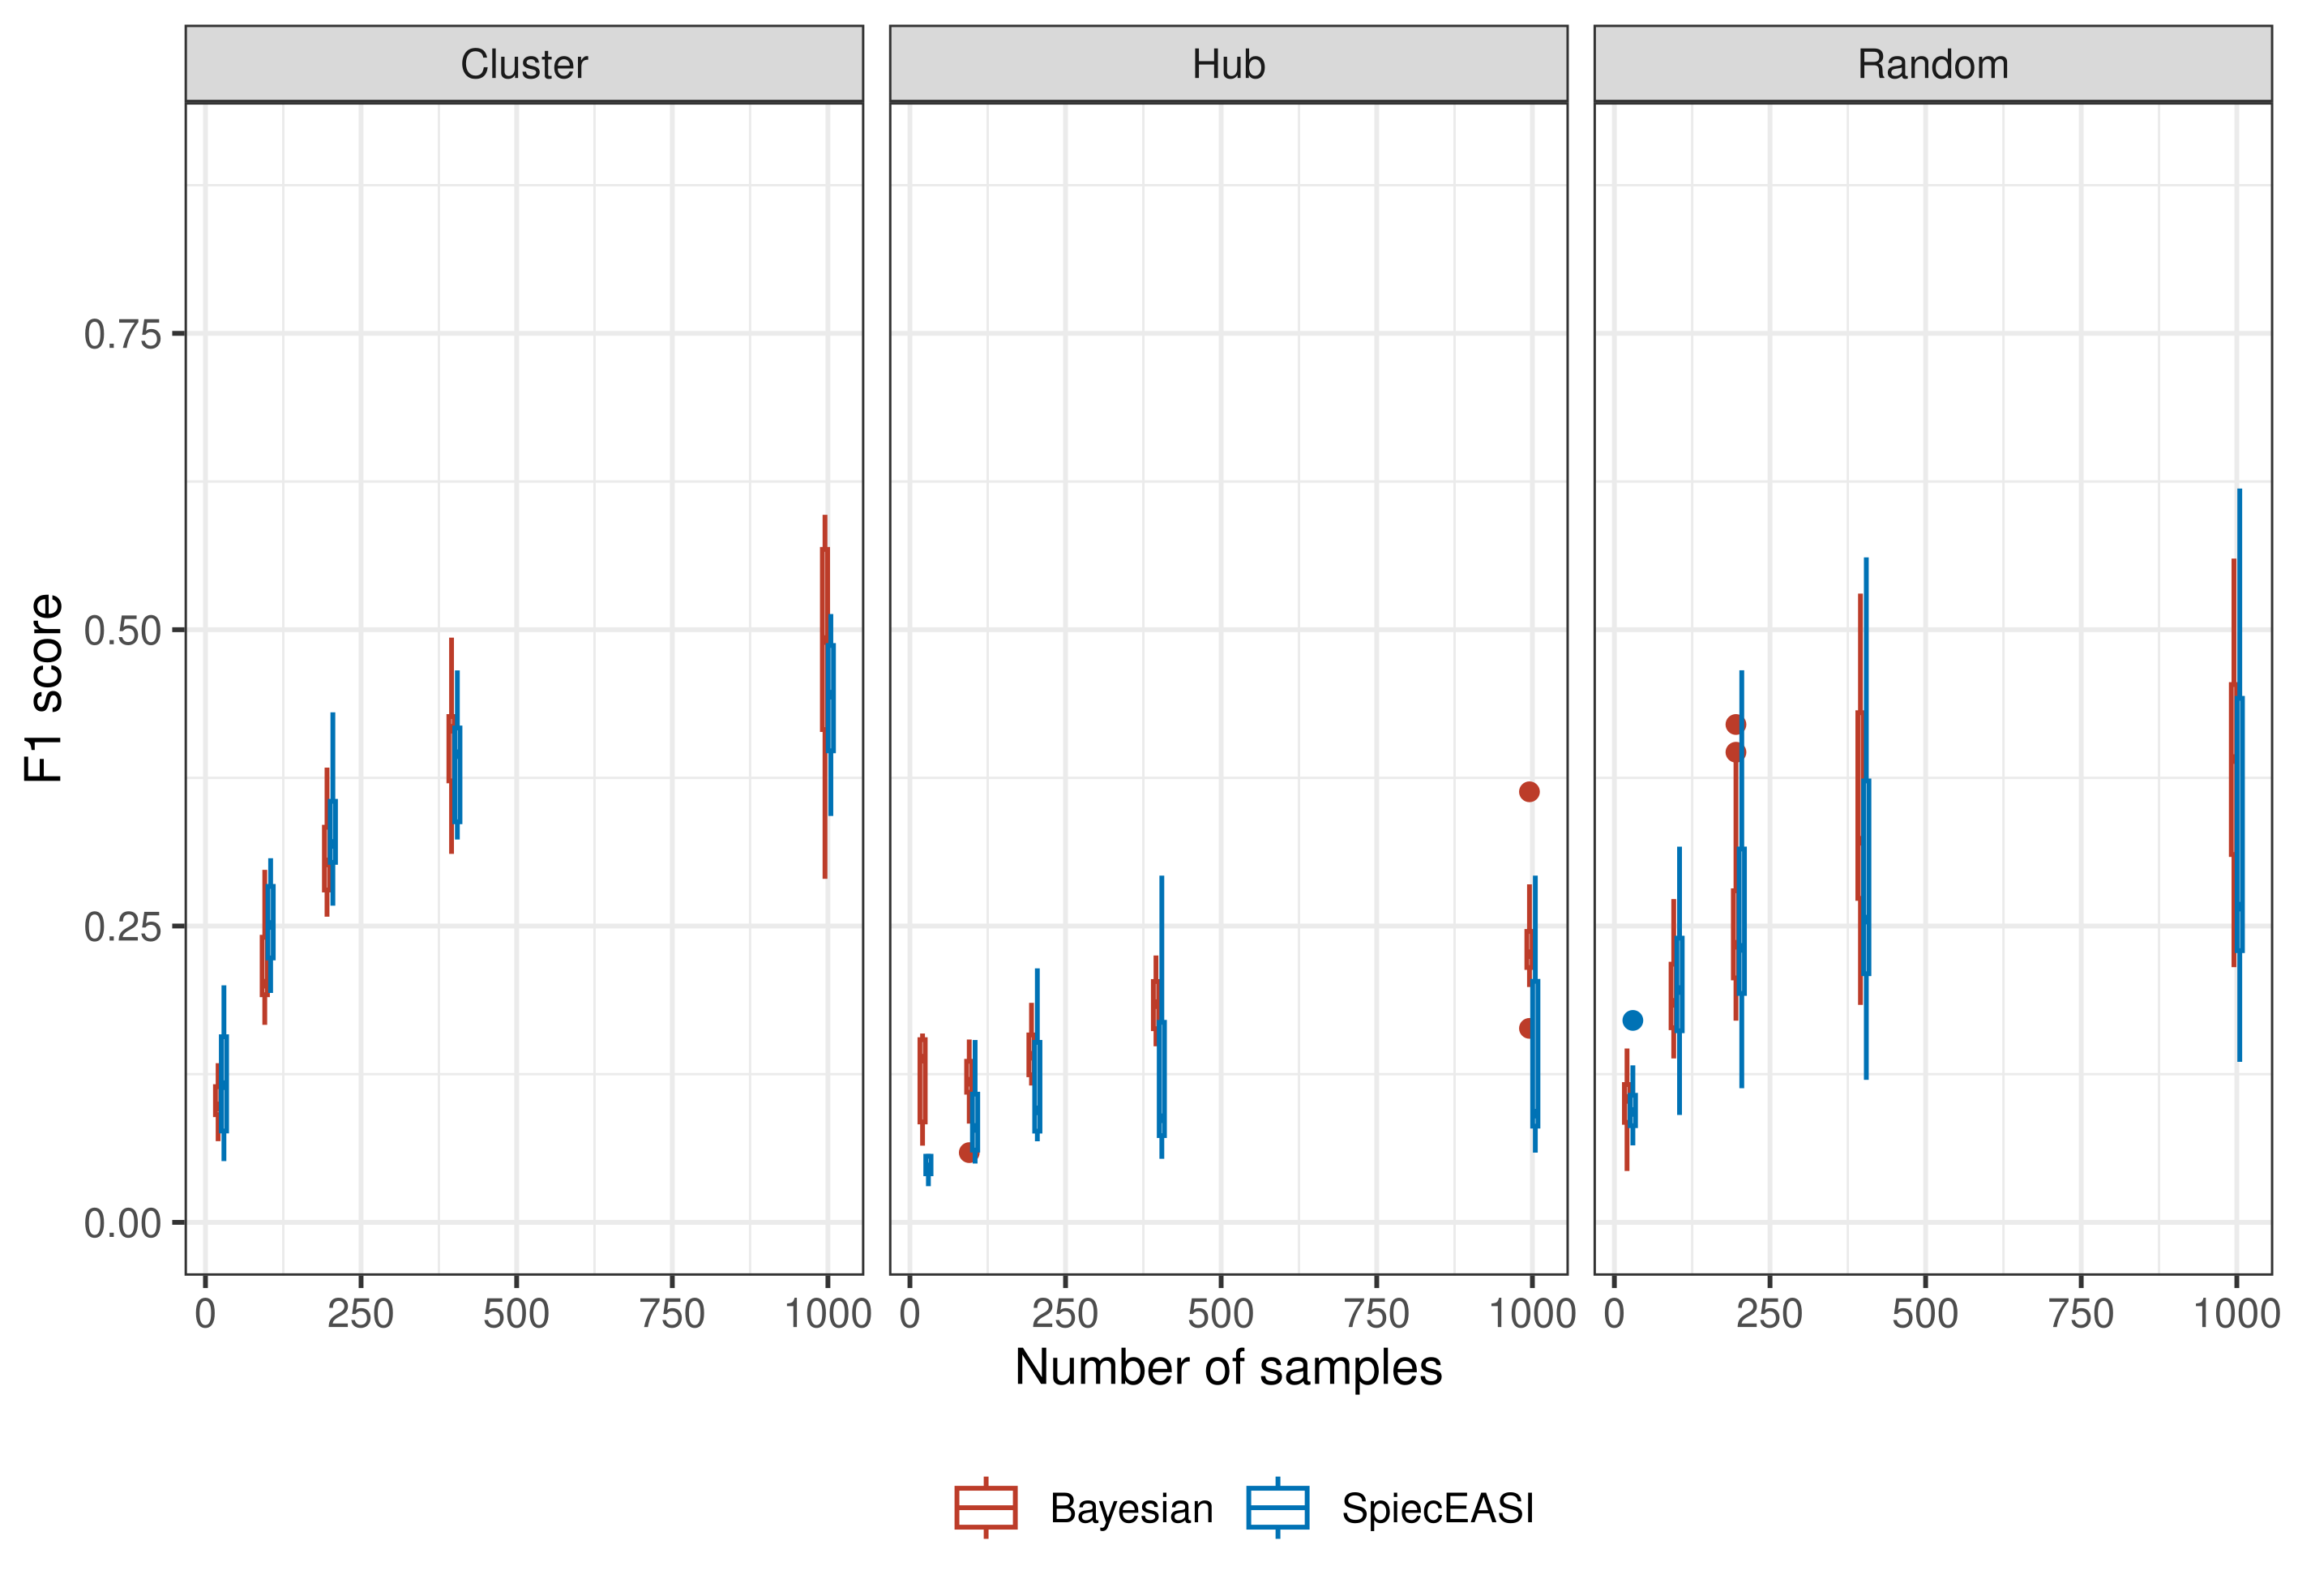 Cluster Hub Random
F1 score
0.75
0.50
0.25
0.00
0 250 500 750 1000 0 250 500 750 1000 0 250 500 750 1000
Number of samples
Bayesian SpiecEASI